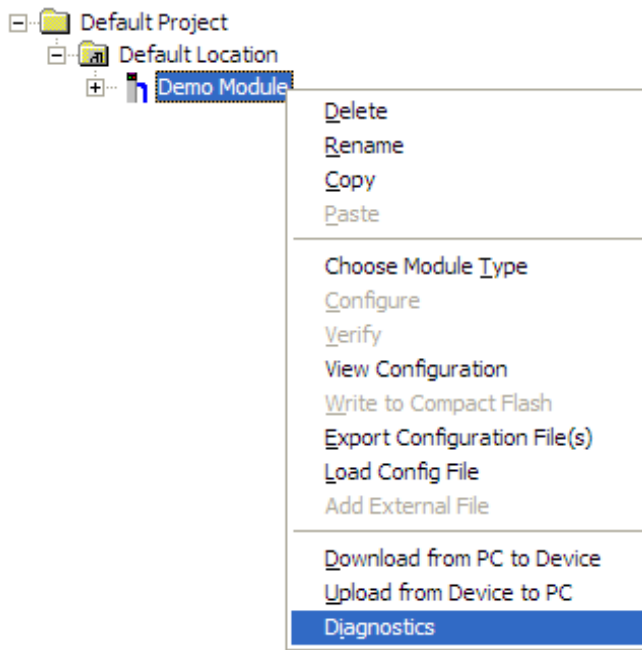 Default Project
Default Location
Demo Module
Delete
Rename
Copy
Paste
Choose Module Type
Configure
Verify
View Configuration
Write to Compact Flash
Export Configuration File(s)
Load Config File
Add External File
Download from PC to Device
Upload from Device to PC
Diagnostics